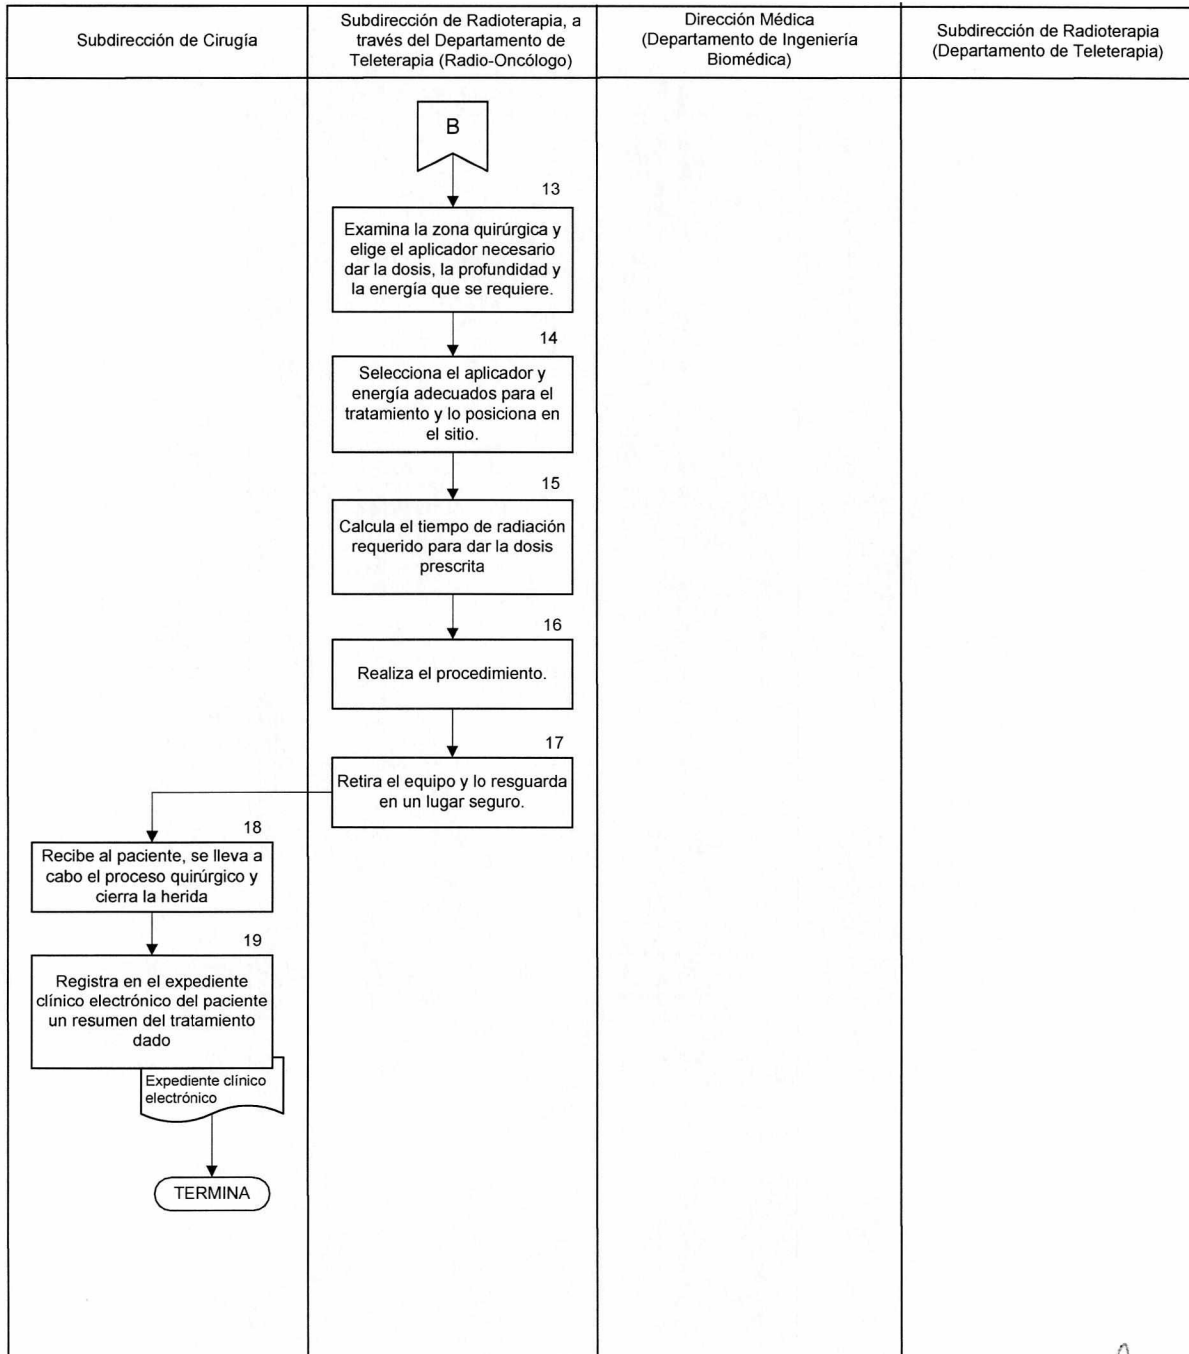 Subdirección de Cirugía
Subdirección de Radioterapia, a
través del Departamento de
Teleterapia (Radio-Oncólogo)
Dirección Médica
(Departamento de Ingeniería
Biomédica)
Subdirección de Radioterapia
(Departamento de Teleterapia)
B
13
Examina la zona quirúrgica y
elige el aplicador necesario
dar la dosis, la profundidad y
la energía que se requiere.
14
Selecciona el aplicador y
energía adecuados para el
tratamiento y lo posiciona en
el sitio.
15
Calcula el tiempo de radiación
requerido para dar la dosis
prescrita
16
Realiza el procedimiento.
17
Retira el equipo y lo resguarda
en un lugar seguro.
18
Recibe al paciente, se lleva a
cabo el proceso quirúrgico y
cierra la herida
19
Registra en el expediente
clínico electrónico del paciente
un resumen del tratamiento
dado
Expediente clínico
electrónico
TERMINA